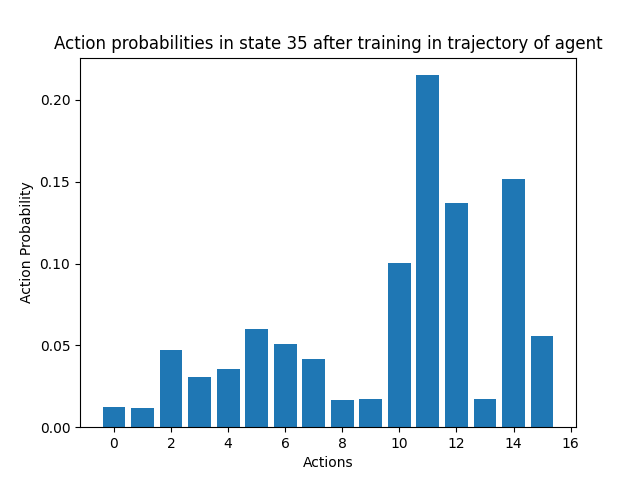 Action probabilities in state 35 after training in trajectory of agent
0.20
0.15
0.10
0.05
0.00
Action Probability
0 2 4 6 8 10 12 14 16
Actions